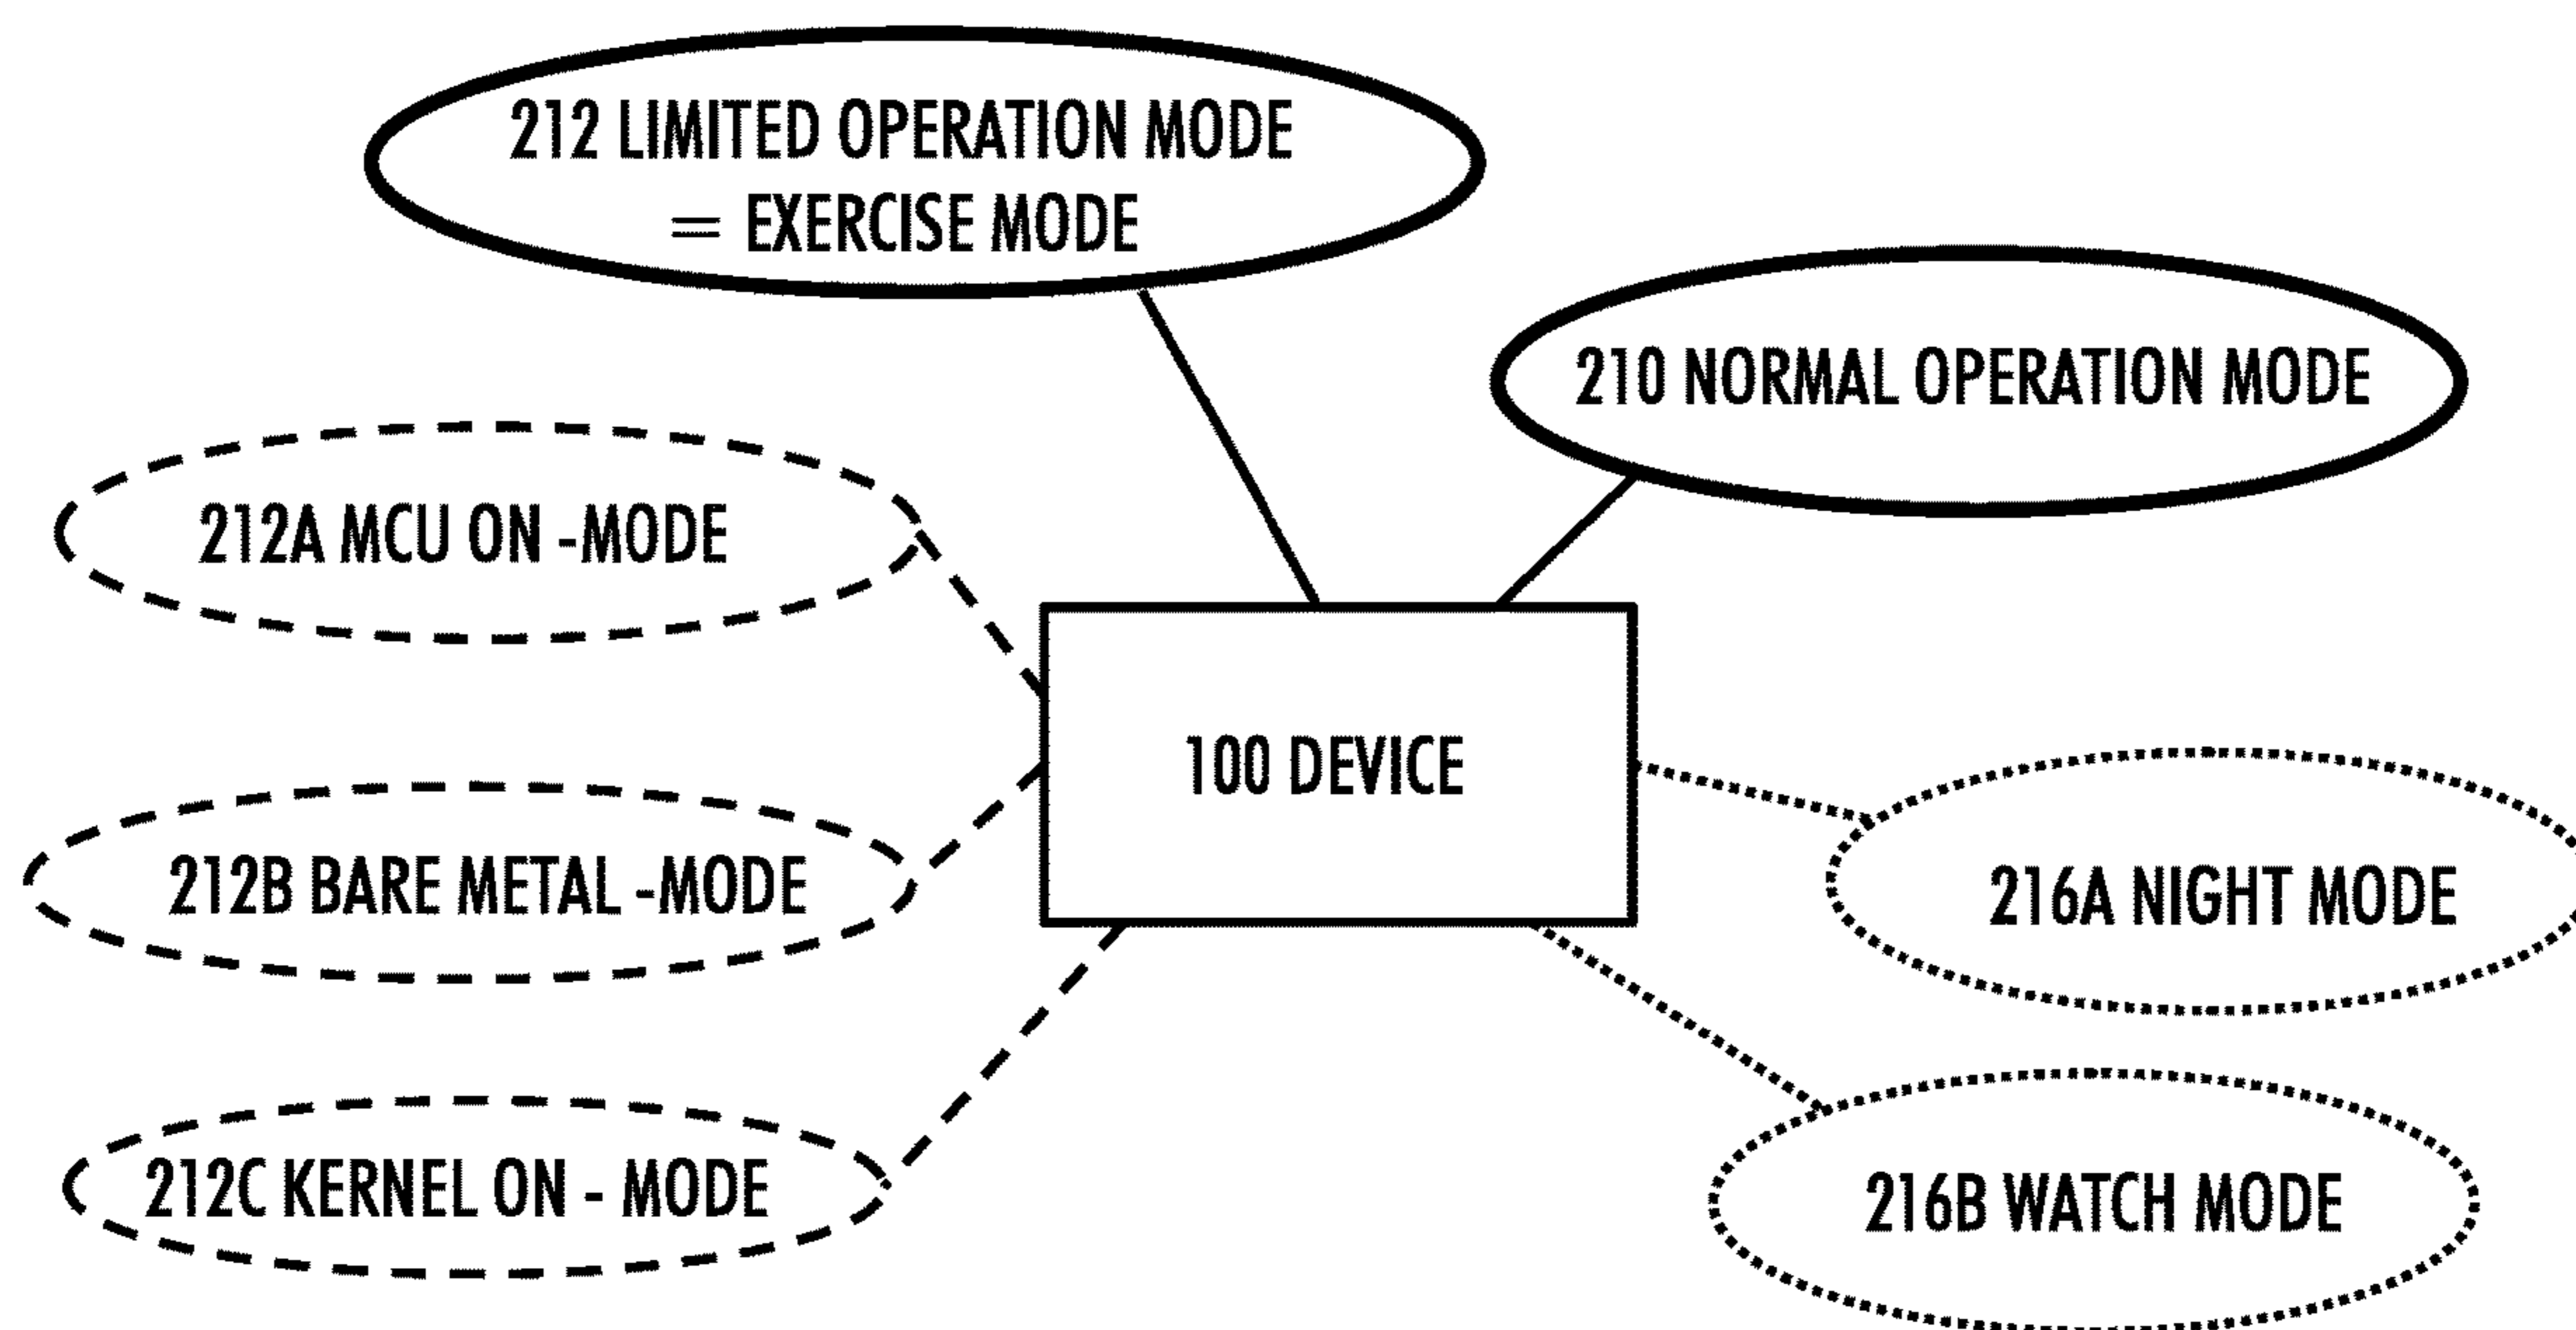 212 LIMITED OPERATION MODE
= EXERCISE MODE
210 NORMAL OPERATION MODE
212A MCU ON -MODE
100 DEVICE
212B BARE METAL -MODE
216A NIGHT MODE
212C KERNEL ON - MODE
216B WATCH MODE